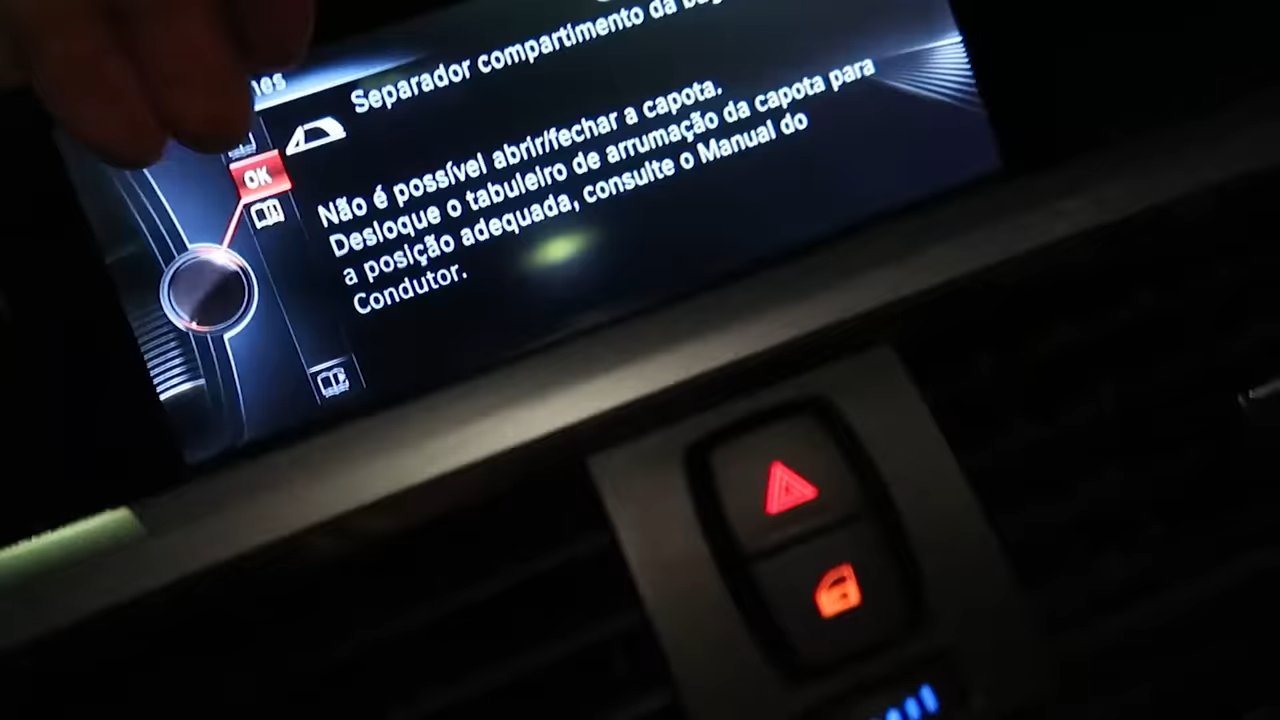 Separador compartimento da
OK
Não é possível abrir/fechar a capota.
Desloque o tabuleiro de arrumação da capota para
a posição adequada, consulte o Manual do
Condutor.